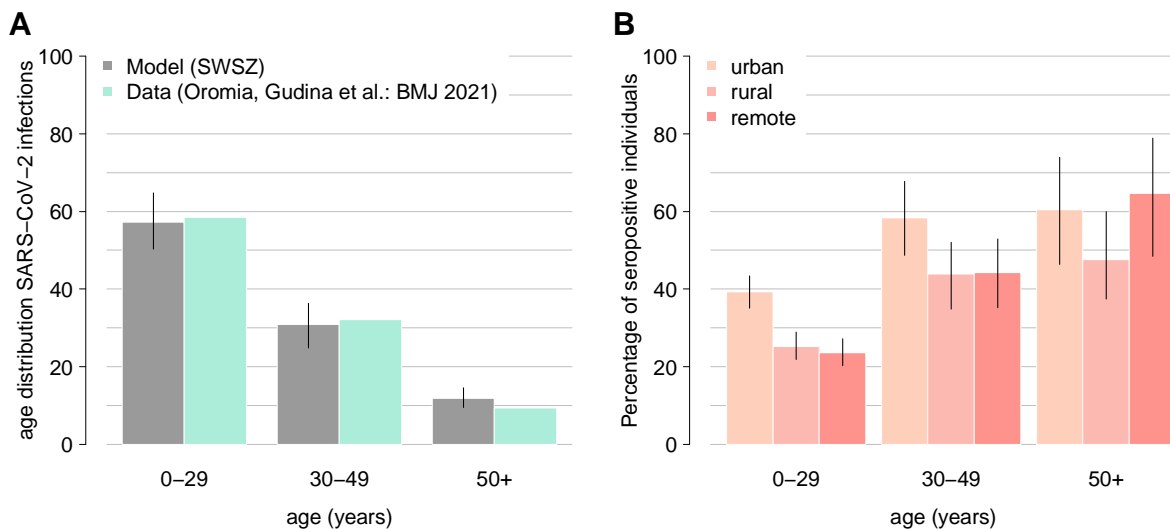 A
age distribution SARS−CoV−2 infections
100
80
60
40
20
0
Model (SWSZ)
Data (Oromia, Gudina et al.: BMJ 2021)
0−29
30−49
50+
age (years)
B
Percentage of seropositive individuals
100
80
60
40
20
0
urban
rural
remote
0−29
30−49
50+
age (years)